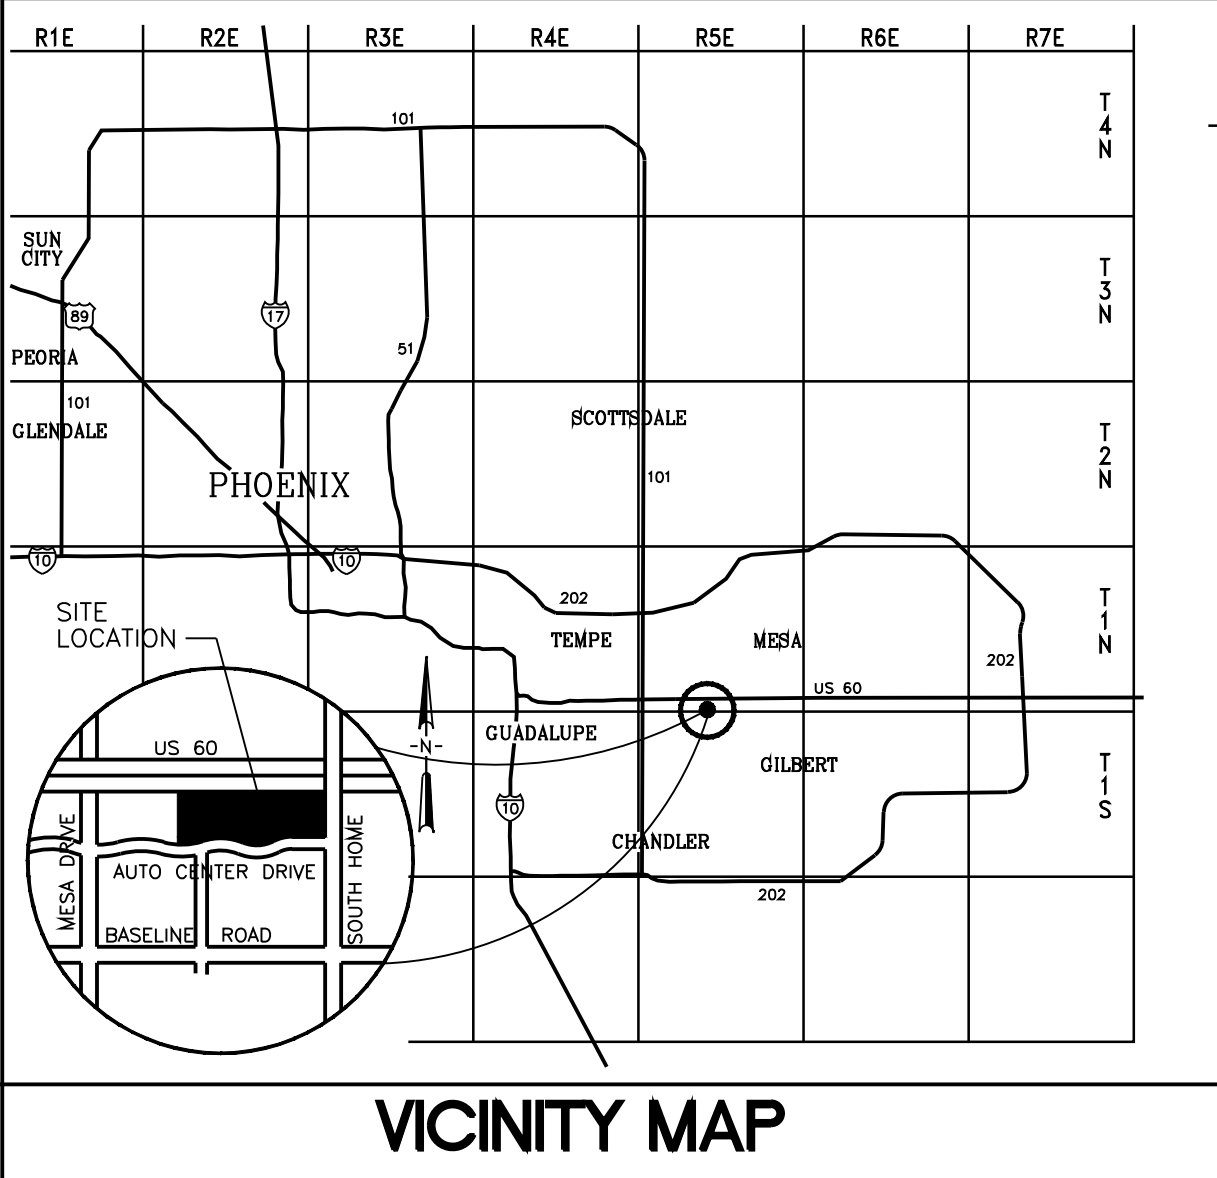 R1E R2E R3E R4E R5E R6E R7E
T
4
N
101
SUN
CITY
T
3
N
89
17
51
PEORIA
101
GLENDALE
SCOTTSDALE
T
2
N
PHOENIX
101
10
10
202
SITE
LOCATION
TEMPE
MESA
T
1
N
202
US 60
GUADALUPE
-N-
US 60
GILBERT
T
1
S
10
MESA DRIVE
SOUTH HOME
CHANDLER
AUTO CENTER DRIVE
202
BASELINE ROAD
VICINITY MAP